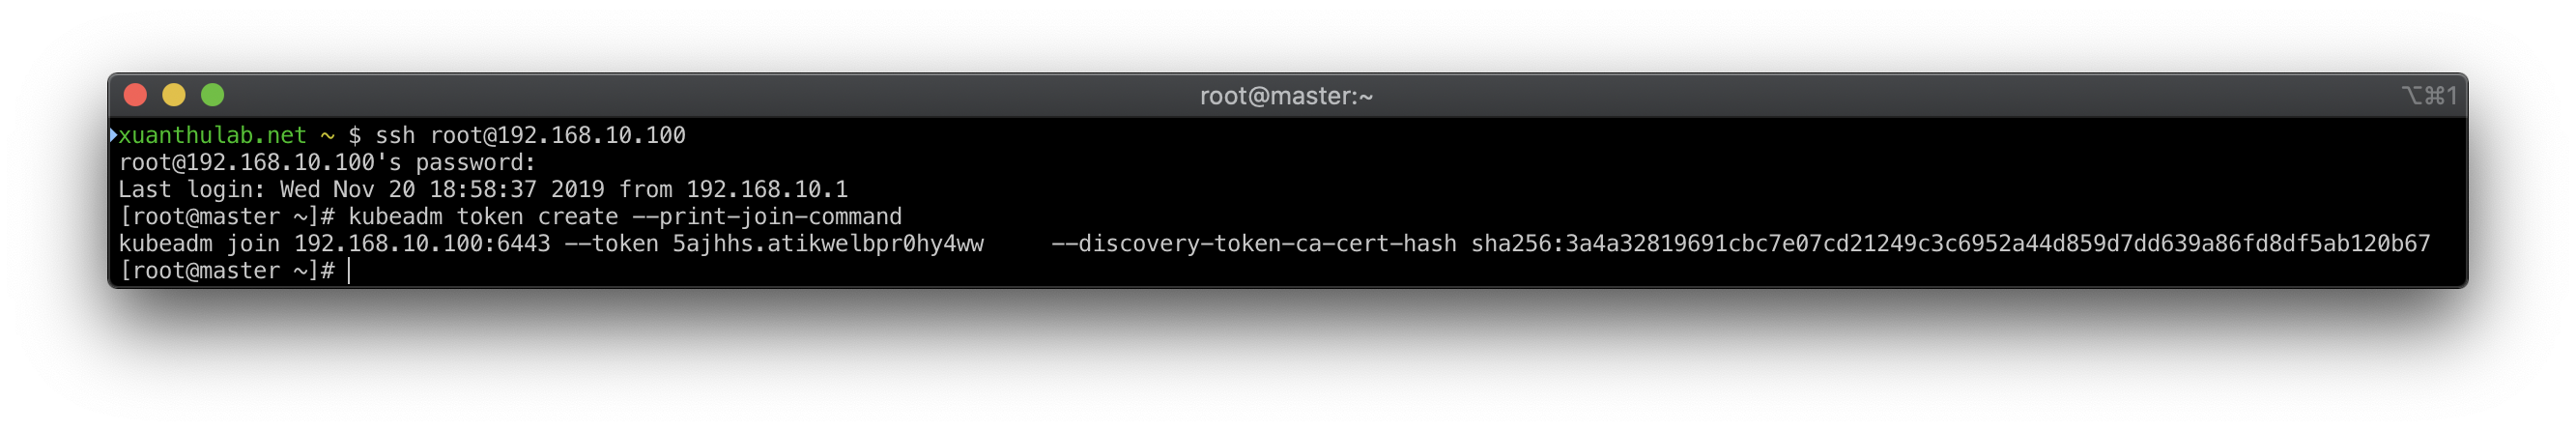 root@master:~
⌥⌘1
xuanthulab.net ~ $ ssh root@192.168.10.100
root@192.168.10.100's password:
Last login: Wed Nov 20 18:58:37 2019 from 192.168.10.1
[root@master ~]# kubeadm token create --print-join-command
kubeadm join 192.168.10.100:6443 --token 5ajhhs.atikwelbpr0hy4ww     --discovery-token-ca-cert-hash sha256:3a4a32819691cbc7e07cd21249c3c6952a44d859d7dd639a86fd8df5ab120b67
[root@master ~]#